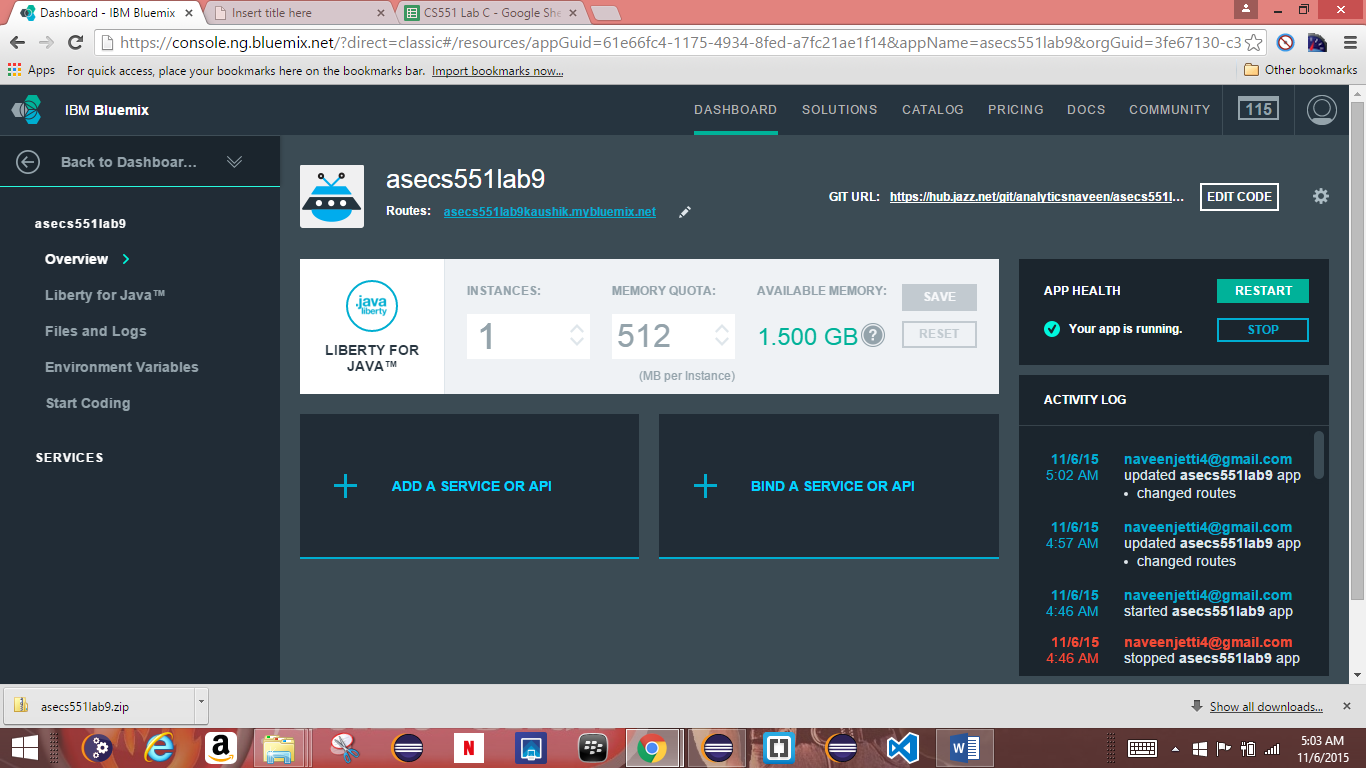 Dashboard - IBM Bluemix
Insert title here
CS551 Lab C - Google She
https://console.ng.bluemix.net/?direct=classic#/resources/appGuid=61e66fc4-1175-4934-8fed-a7fc21ae1f14&appName=asecs551lab9&orgGuid=3fe67130-c3
Apps For quick access, place your bookmarks here on the bookmarks bar. Import bookmarks now... Other bookmarks
IBM Bluemix
DASHBOARD SOLUTIONS CATALOG PRICING DOCS COMMUNITY 115
Back to Dashboar...
asecs551lab9
Overview
Liberty for Java™
Files and Logs
Environment Variables
Start Coding
SERVICES
asecs551lab9
Routes: asecs551lab9kaushik.mybluemix.net
GIT URL: https://hub.jazz.net/git/analyticsnaveen/asecs551l... EDIT CODE
java
liberty
LIBERTY FOR
JAVA™
INSTANCES: MEMORY QUOTA: AVAILABLE MEMORY:
1 512 1.500 GB ?
(MB per Instance)
SAVE
RESET
ADD A SERVICE OR API
BIND A SERVICE OR API
APP HEALTH RESTART
Your app is running. STOP
ACTIVITY LOG
11/6/15 naveenjetti4@gmail.com
5:02 AM updated asecs551lab9 app
• changed routes
11/6/15 naveenjetti4@gmail.com
4:57 AM updated asecs551lab9 app
• changed routes
11/6/15 naveenjetti4@gmail.com
4:46 AM started asecs551lab9 app
11/6/15 naveenjetti4@gmail.com
4:46 AM stopped asecs551lab9 app
asecs551lab9.zip
Show all downloads...
5:03 AM
11/6/2015